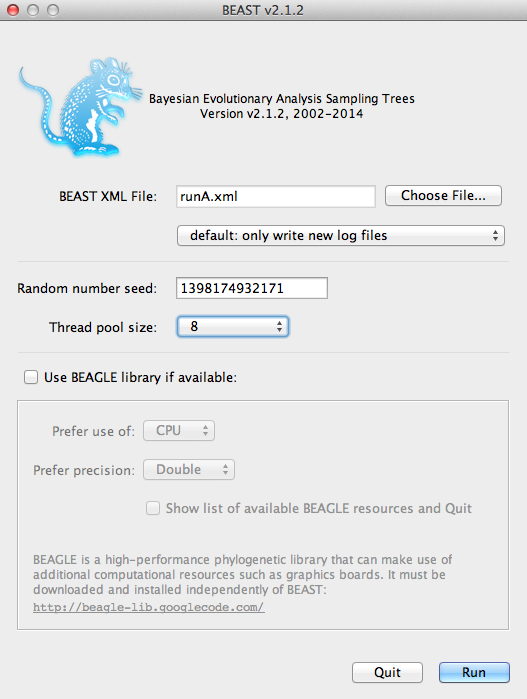 BEAST v2.1.2
Bayesian Evolutionary Analysis Sampling Trees
Version v2.1.2, 2002-2014
BEAST XML File: runA.xml Choose File...
default: only write new log files
Random number seed: 1398174932171
Thread pool size: 8
Use BEAGLE library if available:
Prefer use of: CPU
Prefer precision: Double
Show list of available BEAGLE resources and Quit
BEAGLE is a high-performance phylogenetic library that can make use of
additional computational resources such as graphics boards. It must be
downloaded and installed independently of BEAST:
http://beagle-lib.googlecode.com/
Quit Run